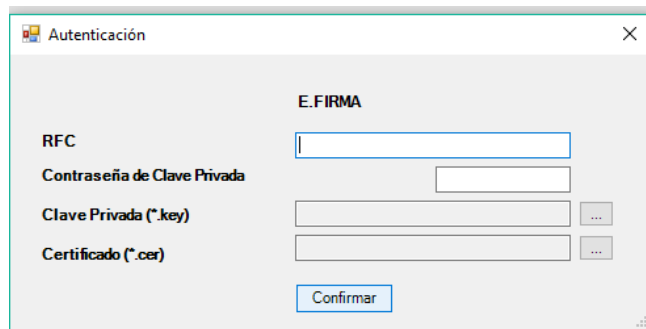 Autenticación
E.FIRMA
RFC
Contraseña de Clave Privada
Clave Privada (*.key)
...
Certificado (*.cer)
...
Confirmar